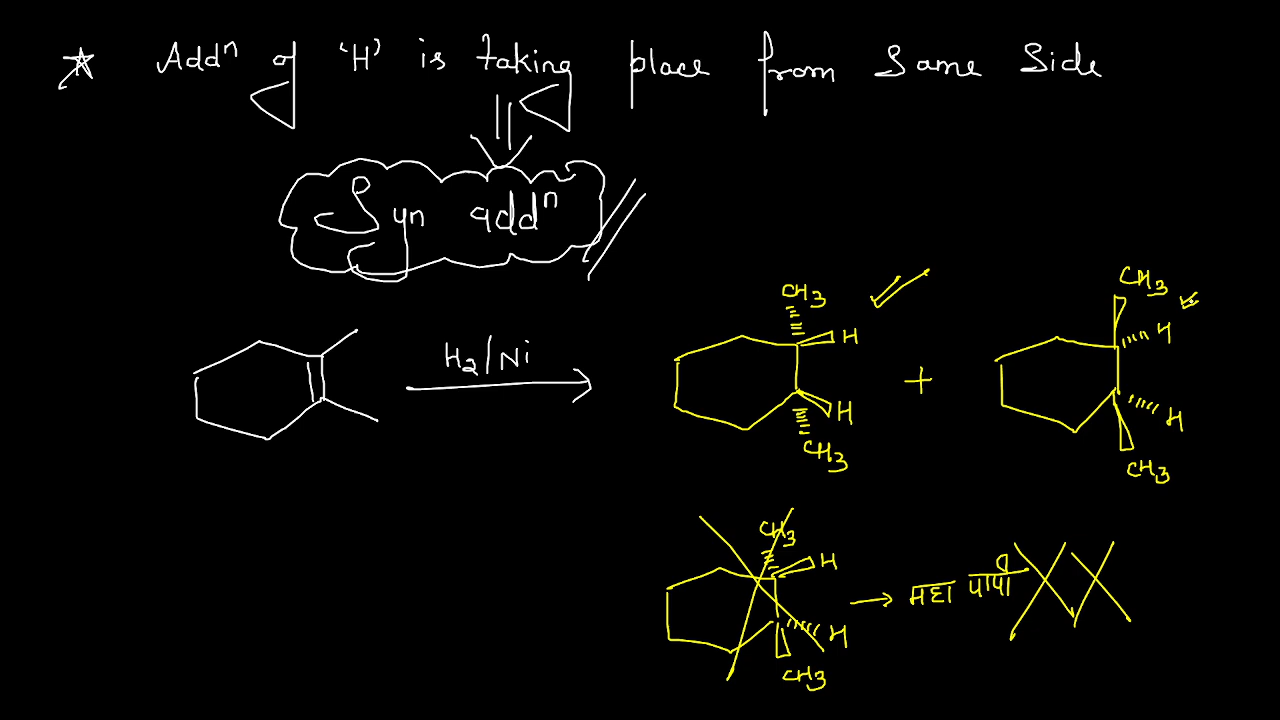 Addⁿ of 'H' is taking place from Same Side
Syn addⁿ
H₂/Ni
CH₃
H
H
CH₃
+
CH₃
H
H
CH₃
CH₃
H
H
CH₃
→ महा पापी